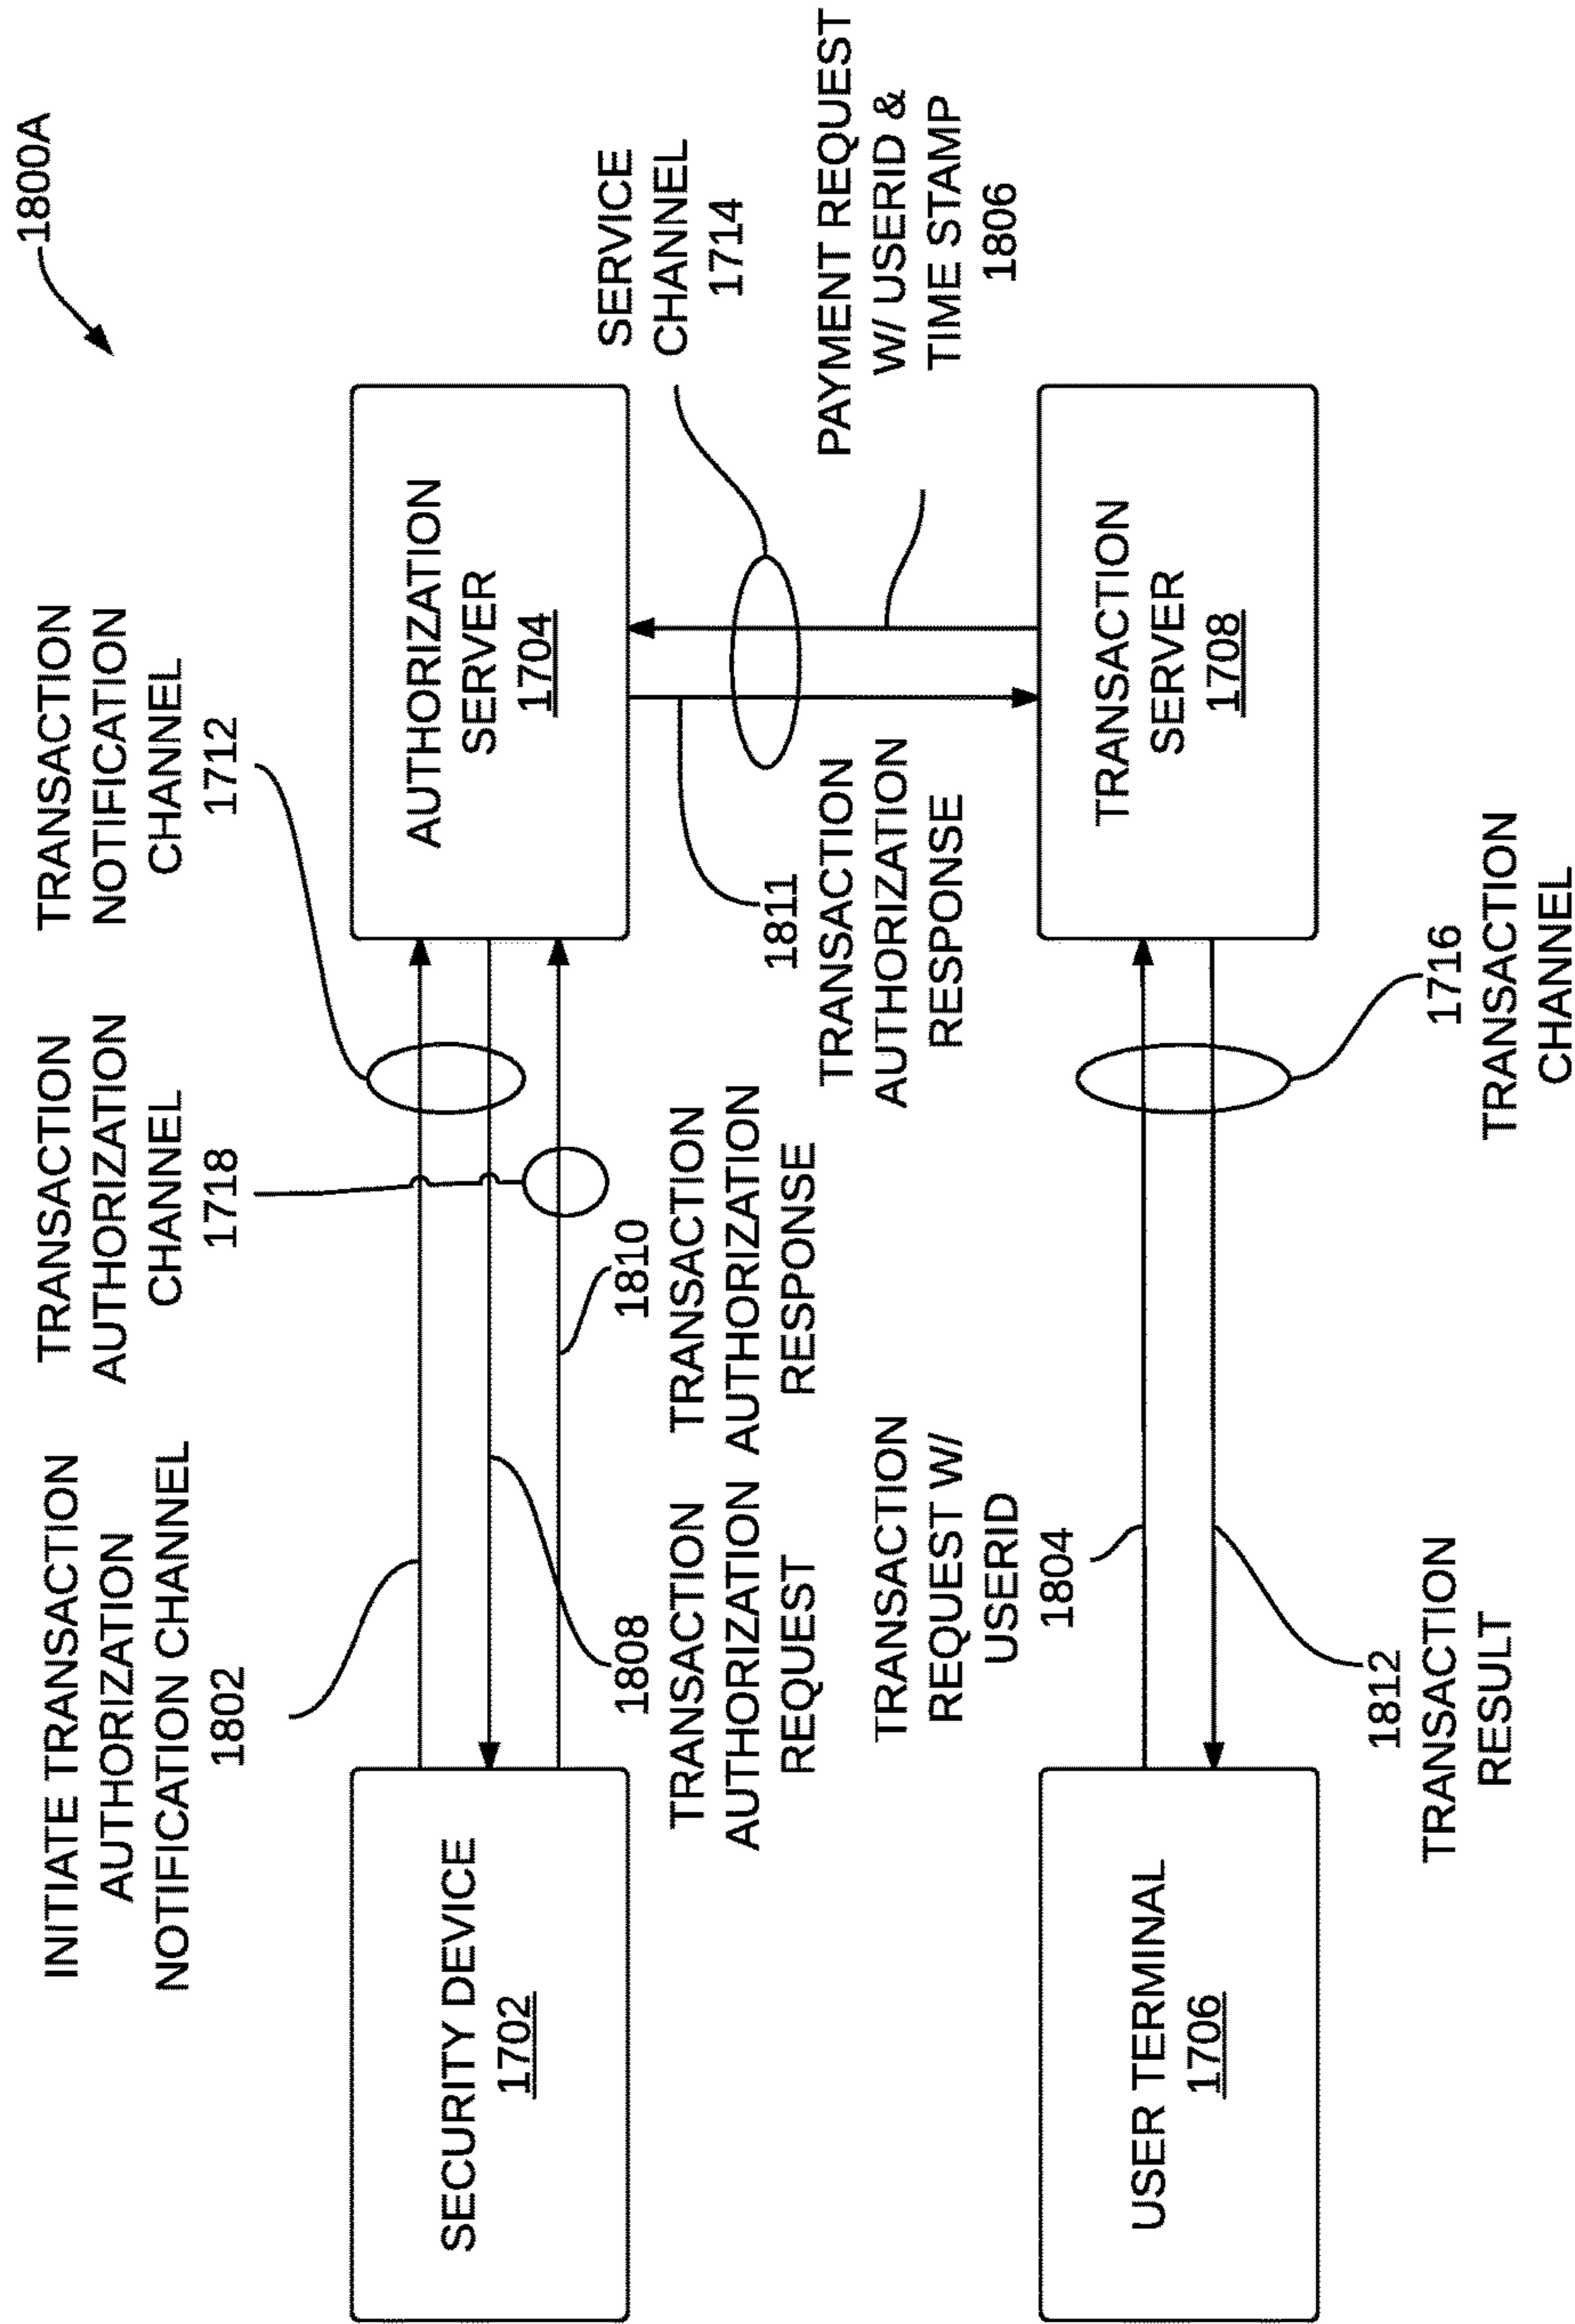 1800A
INITIATE TRANSACTION
AUTHORIZATION
NOTIFICATION CHANNEL
1802
TRANSACTION
AUTHORIZATION
CHANNEL
1718
TRANSACTION
NOTIFICATION
CHANNEL
1712
SECURITY DEVICE
1702
AUTHORIZATION
SERVER
1704
SERVICE
CHANNEL
1714
1808
TRANSACTION
AUTHORIZATION
REQUEST
1810
TRANSACTION
AUTHORIZATION
RESPONSE
1811
TRANSACTION
AUTHORIZATION
RESPONSE
PAYMENT REQUEST
W/ USERID &
TIME STAMP
1806
TRANSACTION
REQUEST W/
USERID
1804
USER TERMINAL
1706
TRANSACTION
SERVER
1708
1812
TRANSACTION
RESULT
1716
TRANSACTION
CHANNEL